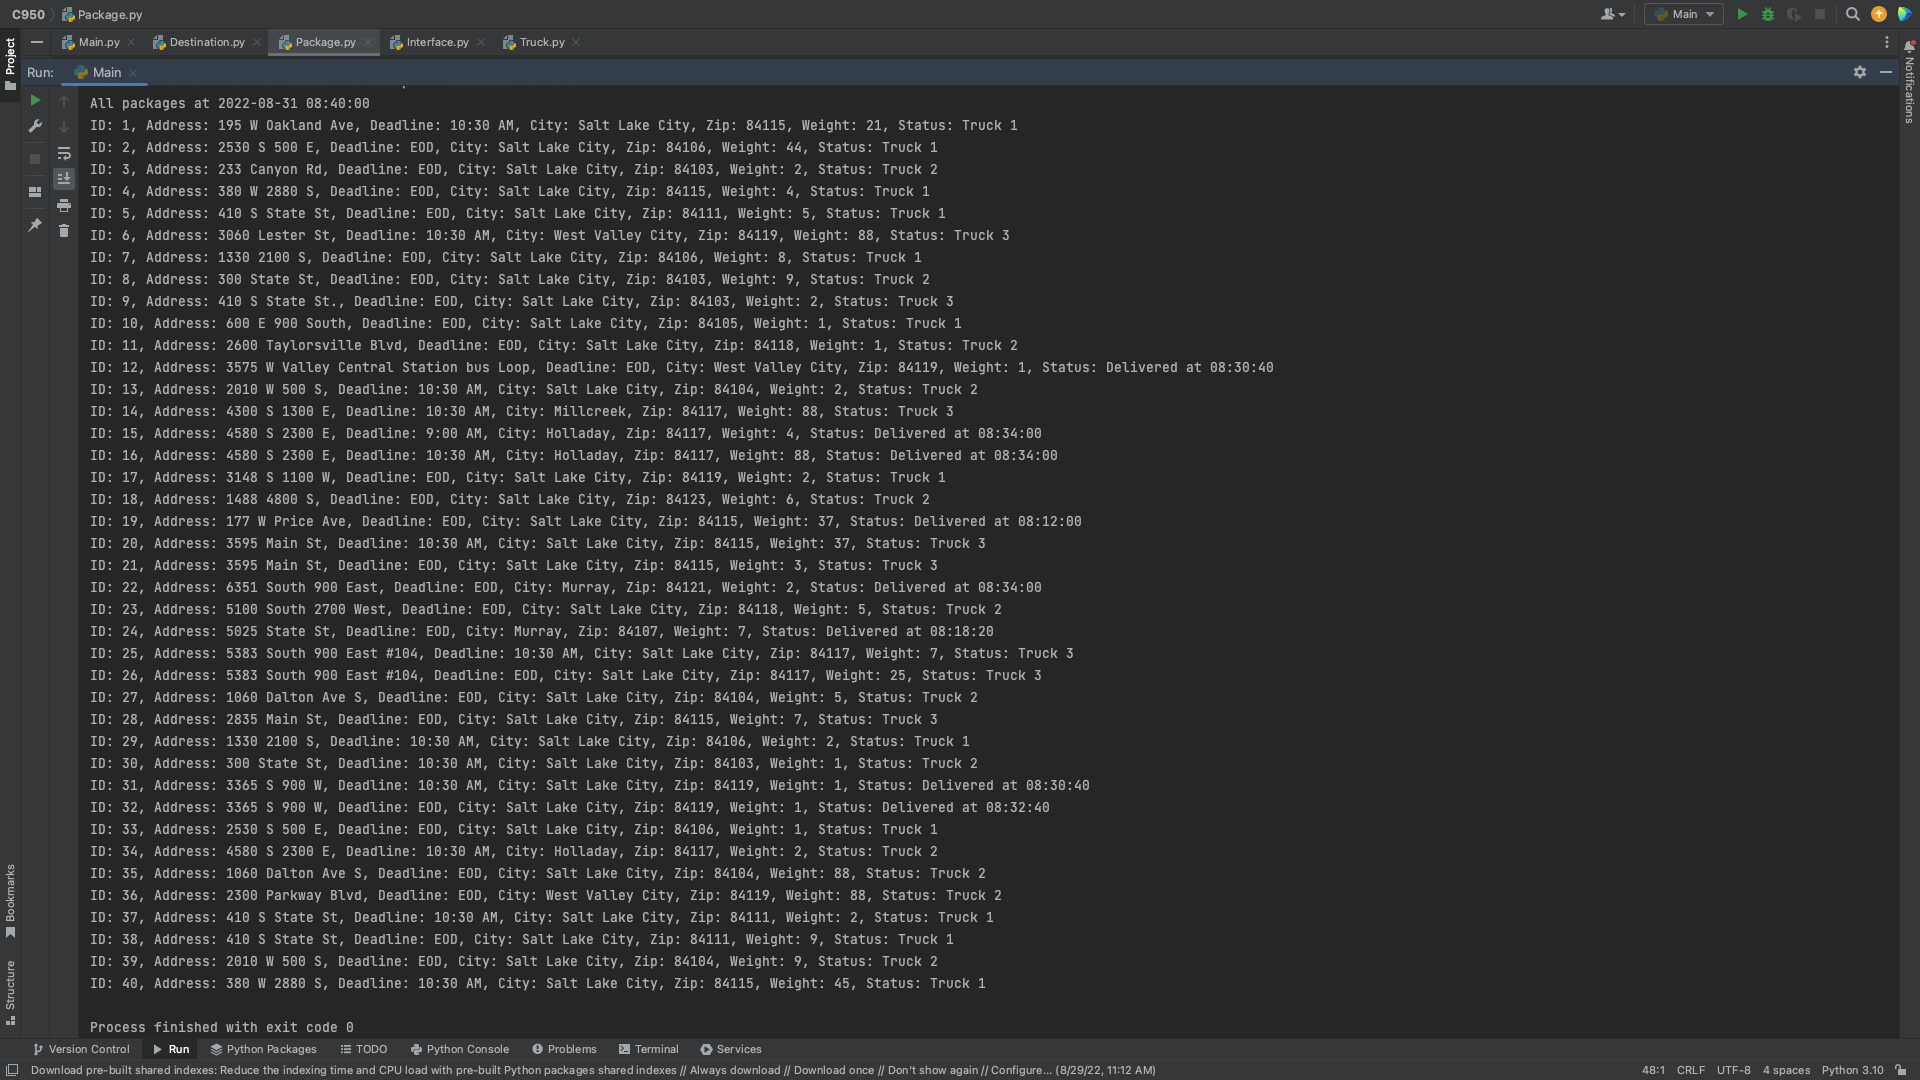 C950 Package.py Main
Main.py Destination.py Package.py Interface.py Truck.py
Project
Notifications
Run: Main
All packages at 2022-08-31 08:40:00
ID: 1, Address: 195 W Oakland Ave, Deadline: 10:30 AM, City: Salt Lake City, Zip: 84115, Weight: 21, Status: Truck 1
ID: 2, Address: 2530 S 500 E, Deadline: EOD, City: Salt Lake City, Zip: 84106, Weight: 44, Status: Truck 1
ID: 3, Address: 233 Canyon Rd, Deadline: EOD, City: Salt Lake City, Zip: 84103, Weight: 2, Status: Truck 2
ID: 4, Address: 380 W 2880 S, Deadline: EOD, City: Salt Lake City, Zip: 84115, Weight: 4, Status: Truck 1
ID: 5, Address: 410 S State St, Deadline: EOD, City: Salt Lake City, Zip: 84111, Weight: 5, Status: Truck 1
ID: 6, Address: 3060 Lester St, Deadline: 10:30 AM, City: West Valley City, Zip: 84119, Weight: 88, Status: Truck 3
ID: 7, Address: 1330 2100 S, Deadline: EOD, City: Salt Lake City, Zip: 84106, Weight: 8, Status: Truck 1
ID: 8, Address: 300 State St, Deadline: EOD, City: Salt Lake City, Zip: 84103, Weight: 9, Status: Truck 2
ID: 9, Address: 410 S State St., Deadline: EOD, City: Salt Lake City, Zip: 84103, Weight: 2, Status: Truck 3
ID: 10, Address: 600 E 900 South, Deadline: EOD, City: Salt Lake City, Zip: 84105, Weight: 1, Status: Truck 1
ID: 11, Address: 2600 Taylorsville Blvd, Deadline: EOD, City: Salt Lake City, Zip: 84118, Weight: 1, Status: Truck 2
ID: 12, Address: 3575 W Valley Central Station bus Loop, Deadline: EOD, City: West Valley City, Zip: 84119, Weight: 1, Status: Delivered at 08:30:40
ID: 13, Address: 2010 W 500 S, Deadline: 10:30 AM, City: Salt Lake City, Zip: 84104, Weight: 2, Status: Truck 2
ID: 14, Address: 4300 S 1300 E, Deadline: 10:30 AM, City: Millcreek, Zip: 84117, Weight: 88, Status: Truck 3
ID: 15, Address: 4580 S 2300 E, Deadline: 9:00 AM, City: Holladay, Zip: 84117, Weight: 4, Status: Delivered at 08:34:00
ID: 16, Address: 4580 S 2300 E, Deadline: 10:30 AM, City: Holladay, Zip: 84117, Weight: 88, Status: Delivered at 08:34:00
ID: 17, Address: 3148 S 1100 W, Deadline: EOD, City: Salt Lake City, Zip: 84119, Weight: 2, Status: Truck 1
ID: 18, Address: 1488 4800 S, Deadline: EOD, City: Salt Lake City, Zip: 84123, Weight: 6, Status: Truck 2
ID: 19, Address: 177 W Price Ave, Deadline: EOD, City: Salt Lake City, Zip: 84115, Weight: 37, Status: Delivered at 08:12:00
ID: 20, Address: 3595 Main St, Deadline: 10:30 AM, City: Salt Lake City, Zip: 84115, Weight: 37, Status: Truck 3
ID: 21, Address: 3595 Main St, Deadline: EOD, City: Salt Lake City, Zip: 84115, Weight: 3, Status: Truck 3
ID: 22, Address: 6351 South 900 East, Deadline: EOD, City: Murray, Zip: 84121, Weight: 2, Status: Delivered at 08:34:00
ID: 23, Address: 5100 South 2700 West, Deadline: EOD, City: Salt Lake City, Zip: 84118, Weight: 5, Status: Truck 2
ID: 24, Address: 5025 State St, Deadline: EOD, City: Murray, Zip: 84107, Weight: 7, Status: Delivered at 08:18:20
ID: 25, Address: 5383 South 900 East #104, Deadline: 10:30 AM, City: Salt Lake City, Zip: 84117, Weight: 7, Status: Truck 3
ID: 26, Address: 5383 South 900 East #104, Deadline: EOD, City: Salt Lake City, Zip: 84117, Weight: 25, Status: Truck 3
ID: 27, Address: 1060 Dalton Ave S, Deadline: EOD, City: Salt Lake City, Zip: 84104, Weight: 5, Status: Truck 2
ID: 28, Address: 2835 Main St, Deadline: EOD, City: Salt Lake City, Zip: 84115, Weight: 7, Status: Truck 3
ID: 29, Address: 1330 2100 S, Deadline: 10:30 AM, City: Salt Lake City, Zip: 84106, Weight: 2, Status: Truck 1
ID: 30, Address: 300 State St, Deadline: 10:30 AM, City: Salt Lake City, Zip: 84103, Weight: 1, Status: Truck 2
ID: 31, Address: 3365 S 900 W, Deadline: 10:30 AM, City: Salt Lake City, Zip: 84119, Weight: 1, Status: Delivered at 08:30:40
ID: 32, Address: 3365 S 900 W, Deadline: EOD, City: Salt Lake City, Zip: 84119, Weight: 1, Status: Delivered at 08:32:40
ID: 33, Address: 2530 S 500 E, Deadline: EOD, City: Salt Lake City, Zip: 84106, Weight: 1, Status: Truck 1
ID: 34, Address: 4580 S 2300 E, Deadline: 10:30 AM, City: Holladay, Zip: 84117, Weight: 2, Status: Truck 2
ID: 35, Address: 1060 Dalton Ave S, Deadline: EOD, City: Salt Lake City, Zip: 84104, Weight: 88, Status: Truck 2
ID: 36, Address: 2300 Parkway Blvd, Deadline: EOD, City: West Valley City, Zip: 84119, Weight: 88, Status: Truck 2
ID: 37, Address: 410 S State St, Deadline: 10:30 AM, City: Salt Lake City, Zip: 84111, Weight: 2, Status: Truck 1
ID: 38, Address: 410 S State St, Deadline: EOD, City: Salt Lake City, Zip: 84111, Weight: 9, Status: Truck 1
ID: 39, Address: 2010 W 500 S, Deadline: EOD, City: Salt Lake City, Zip: 84104, Weight: 9, Status: Truck 2
ID: 40, Address: 380 W 2880 S, Deadline: 10:30 AM, City: Salt Lake City, Zip: 84115, Weight: 45, Status: Truck 1
Process finished with exit code 0
Bookmarks
Structure
Version Control Run Python Packages TODO Python Console Problems Terminal Services
Download pre-built shared indexes: Reduce the indexing time and CPU load with pre-built Python packages shared indexes // Always download // Download once // Don't show again // Configure... (8/29/22, 11:12 AM) 48:1 CRLF UTF-8 4 spaces Python 3.10